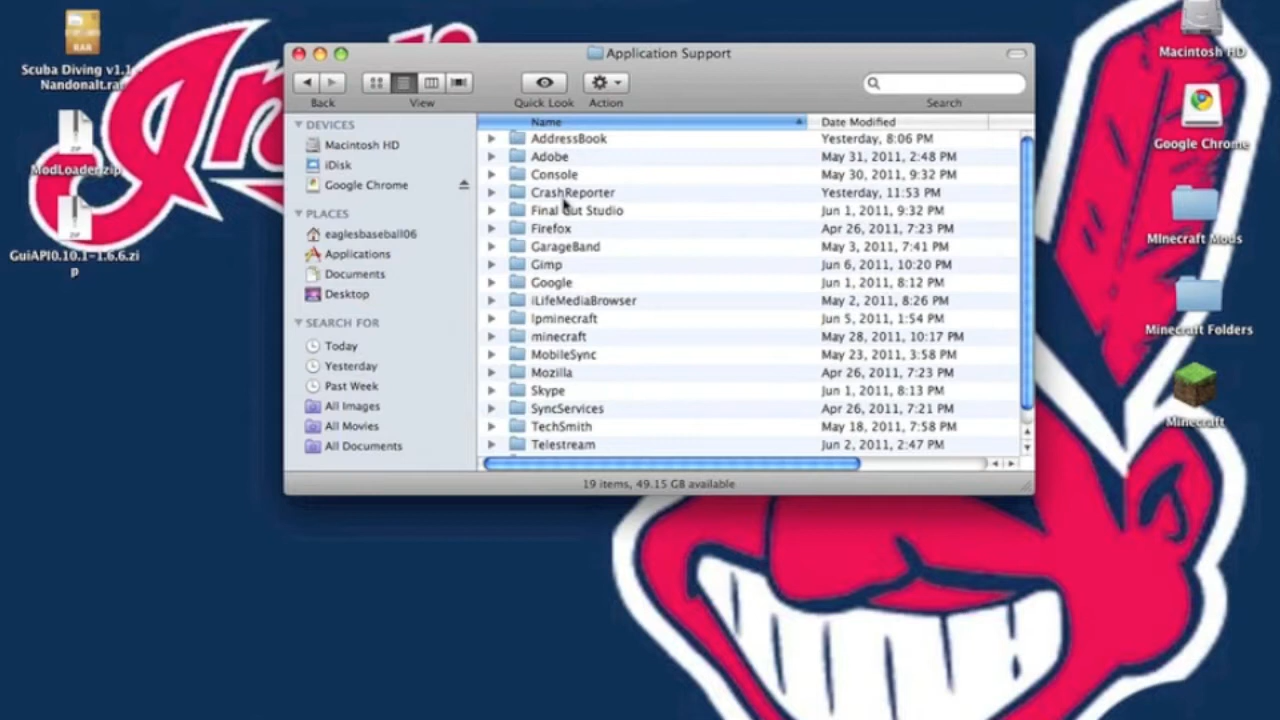 Application Support
Back
View
Quick Look
Action
Search
DEVICES
Macintosh HD
iDisk
Google Chrome
PLACES
eaglesbaseball06
Applications
Documents
Desktop
SEARCH FOR
Today
Yesterday
Past Week
All Images
All Movies
All Documents
Name Date Modified
AddressBook Yesterday, 8:06 PM
Adobe May 31, 2011, 2:48 PM
Console May 30, 2011, 9:32 PM
CrashReporter Yesterday, 11:53 PM
Final Cut Studio Jun 1, 2011, 9:32 PM
Firefox Apr 26, 2011, 7:23 PM
GarageBand May 3, 2011, 7:41 PM
Gimp Jun 6, 2011, 10:20 PM
Google Jun 1, 2011, 8:12 PM
iLifeMediaBrowser May 2, 2011, 8:26 PM
lpminecraft Jun 5, 2011, 1:54 PM
minecraft May 28, 2011, 10:17 PM
MobileSync May 23, 2011, 3:58 PM
Mozilla Apr 26, 2011, 7:23 PM
Skype Jun 1, 2011, 8:13 PM
SyncServices Apr 26, 2011, 7:21 PM
TechSmith May 18, 2011, 7:58 PM
Telestream Jun 2, 2011, 2:47 PM
19 items, 49.15 GB available
RAR
Scuba Diving v1.1
Nandonalt.ra
ZIP
ModLoader.zip
ZIP
GuiAPI0.10.1-1.6.6.zi
p
Macintosh HD
Google Chrome
MInecraft Mods
Minecraft Folders
Minecraft